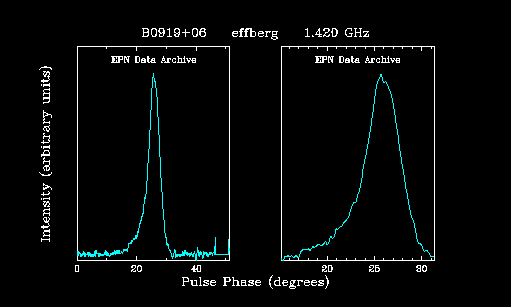 B0919+06 effberg 1.420 GHz
EPN Data Archive EPN Data Archive
Intensity (arbitrary units)
0 20 40 20 25 30
Pulse Phase (degrees)